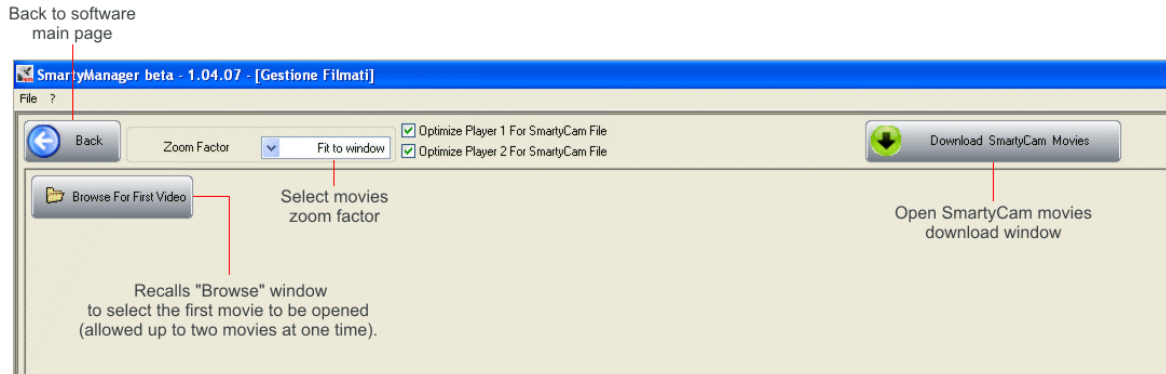 Back to software
main page
SmartyManager beta - 1.04.07 - [Gestione Filmati]
File ?
Back
Zoom Factor
Fit to window
Optimize Player 1 For SmartyCam File
Optimize Player 2 For SmartyCam File
Download SmartyCam Movies
Browse For First Video
Select movies
zoom factor
Open SmartyCam movies
download window
Recalls "Browse" window
to select the first movie to be opened
(allowed up to two movies at one time).